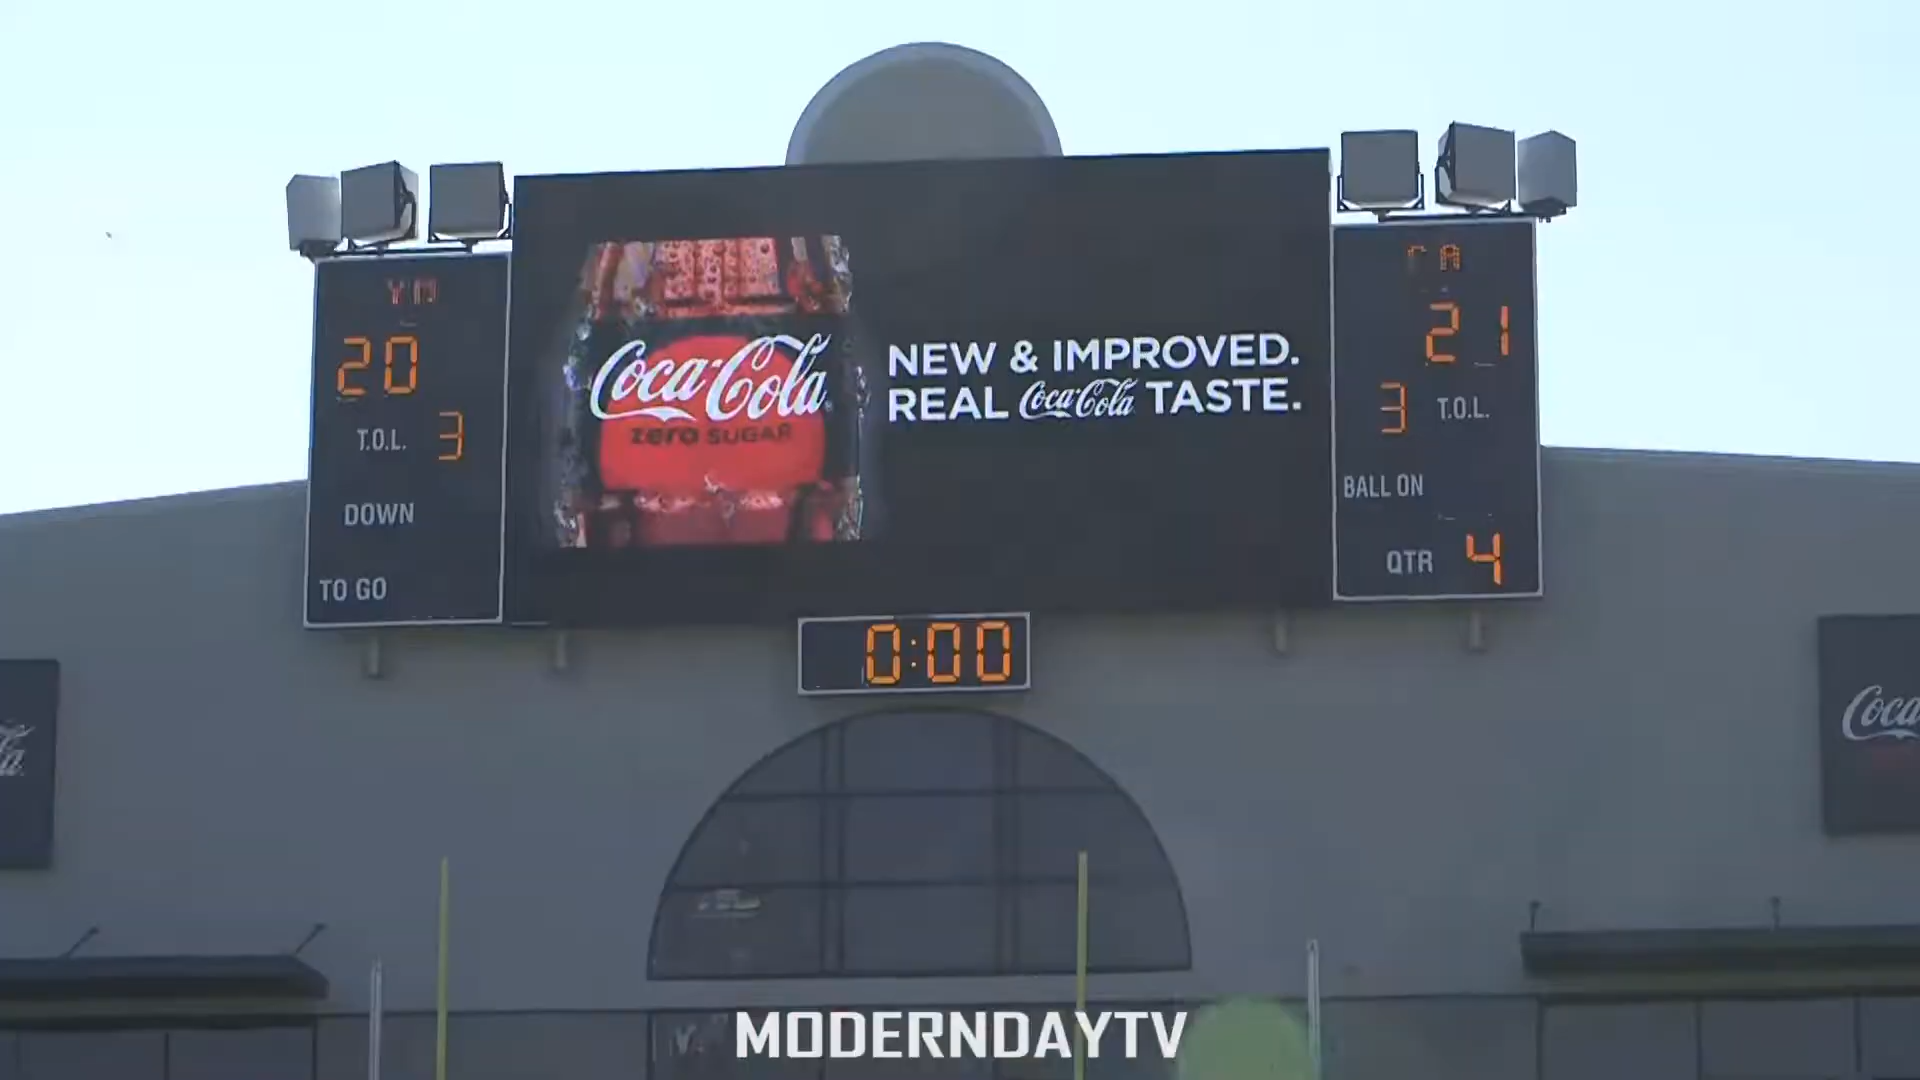 YM
20
T.O.L. 3
DOWN
TO GO
Coca-Cola
zero SUGAR
NEW & IMPROVED.
REAL Coca-Cola TASTE.
21
3 T.O.L.
BALL ON
QTR 4
0:00
Coca
MODERNDAYTV